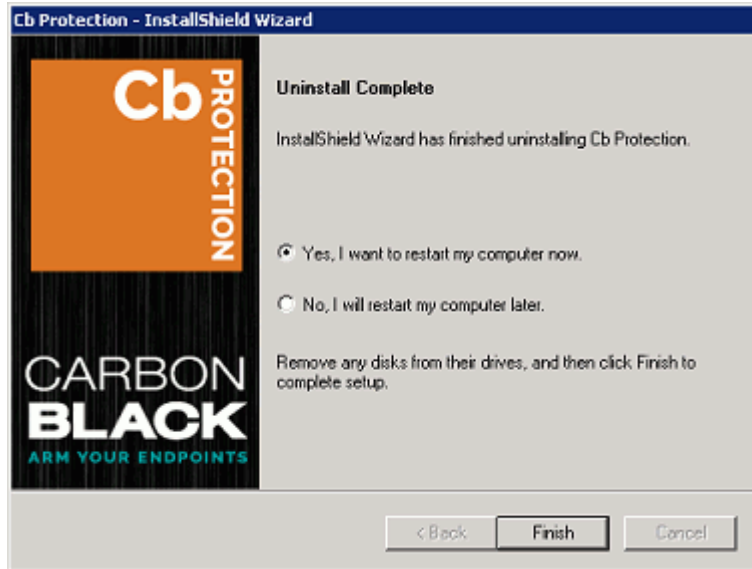 Cb Protection - InstallShield Wizard
Cb
PROTECTION
Uninstall Complete
InstallShield Wizard has finished uninstalling Cb Protection.
Yes, I want to restart my computer now.
No, I will restart my computer later.
Remove any disks from their drives, and then click Finish to
complete setup.
CARBON
BLACK
ARM YOUR ENDPOINTS
< Back
Finish
Cancel